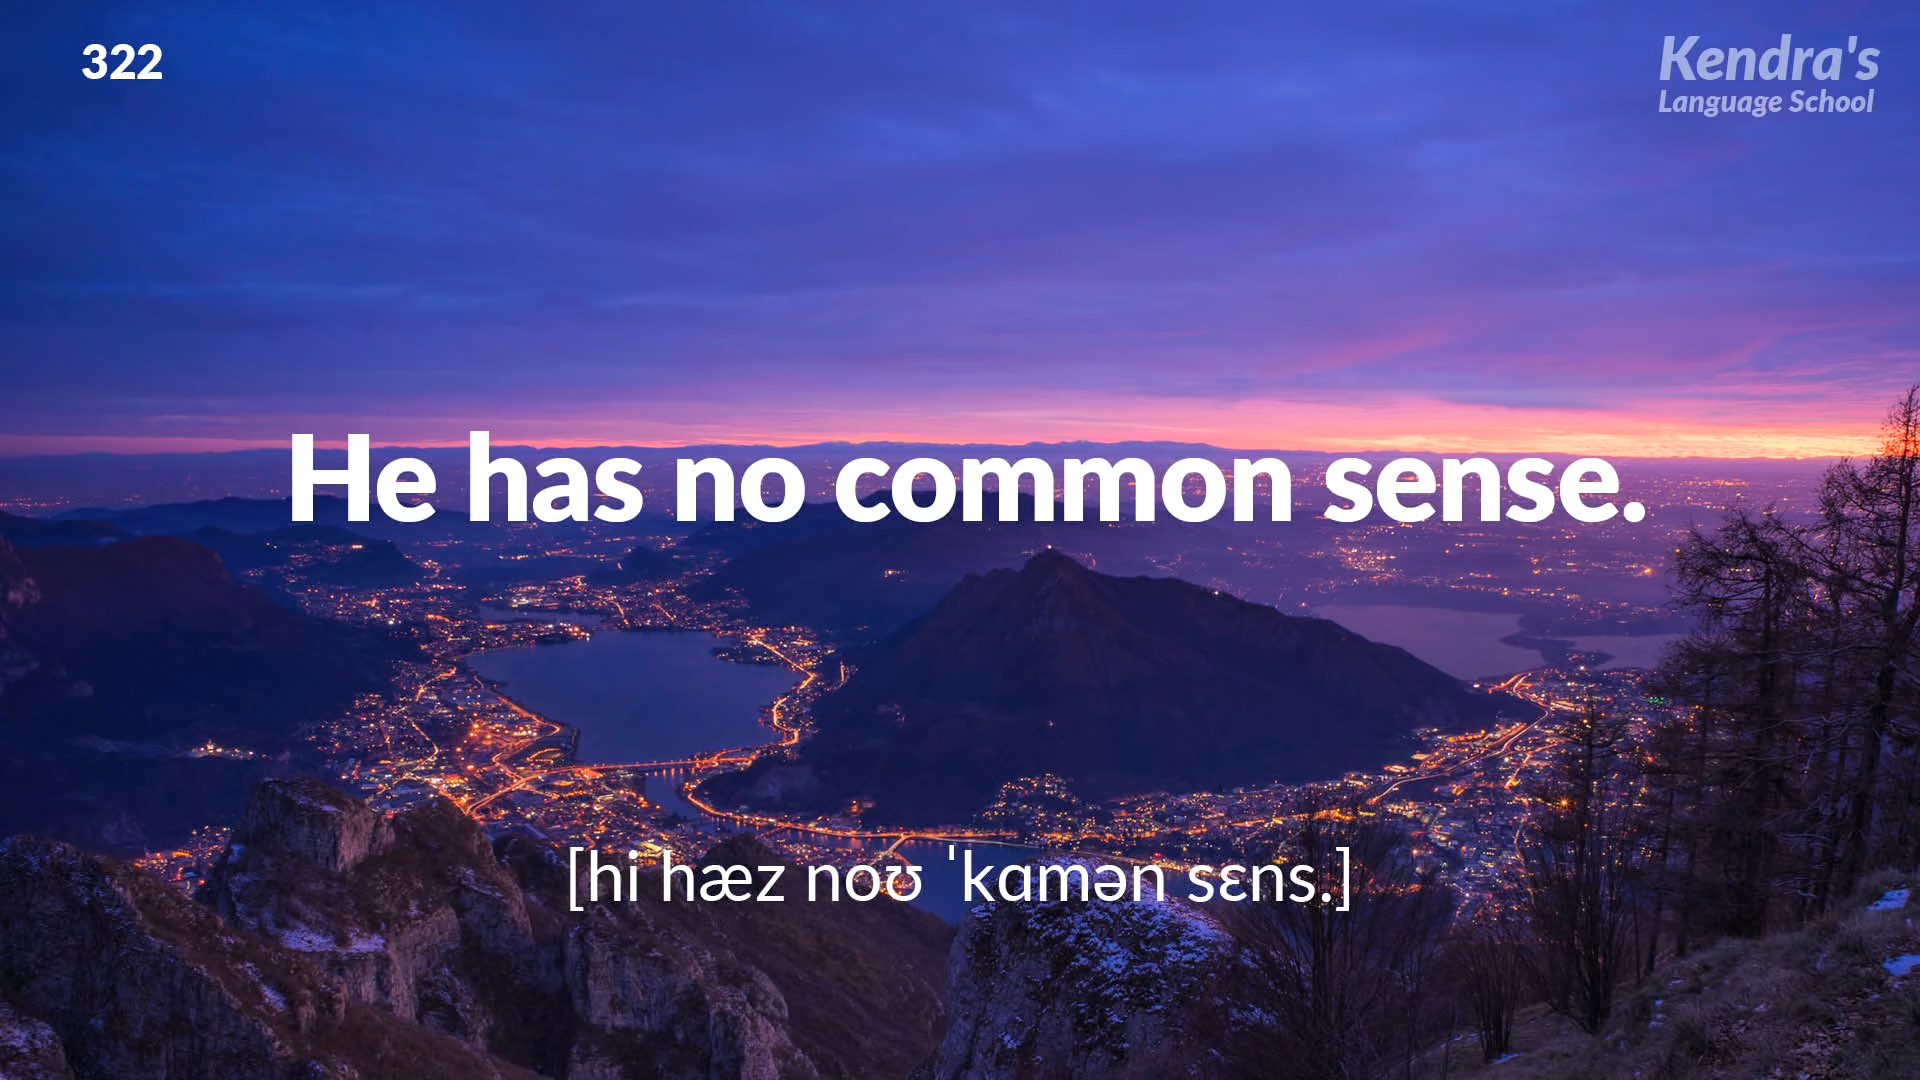 322
Kendra's
Language School
He has no common sense.
[hi hæz noʊ ˈkɑmən sɛns.]